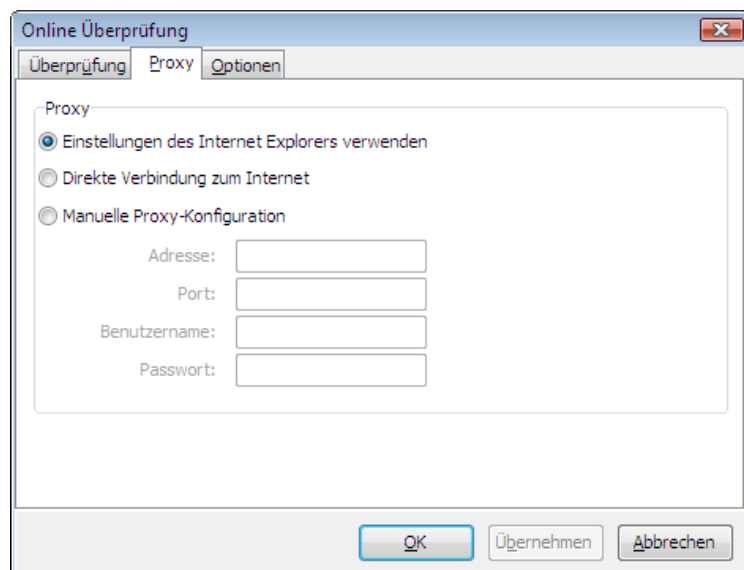 Online Überprüfung
Überprüfung Proxy Optionen
Proxy
Einstellungen des Internet Explorers verwenden
Direkte Verbindung zum Internet
Manuelle Proxy-Konfiguration
Adresse:
Port:
Benutzername:
Passwort:
OK Übernehmen Abbrechen